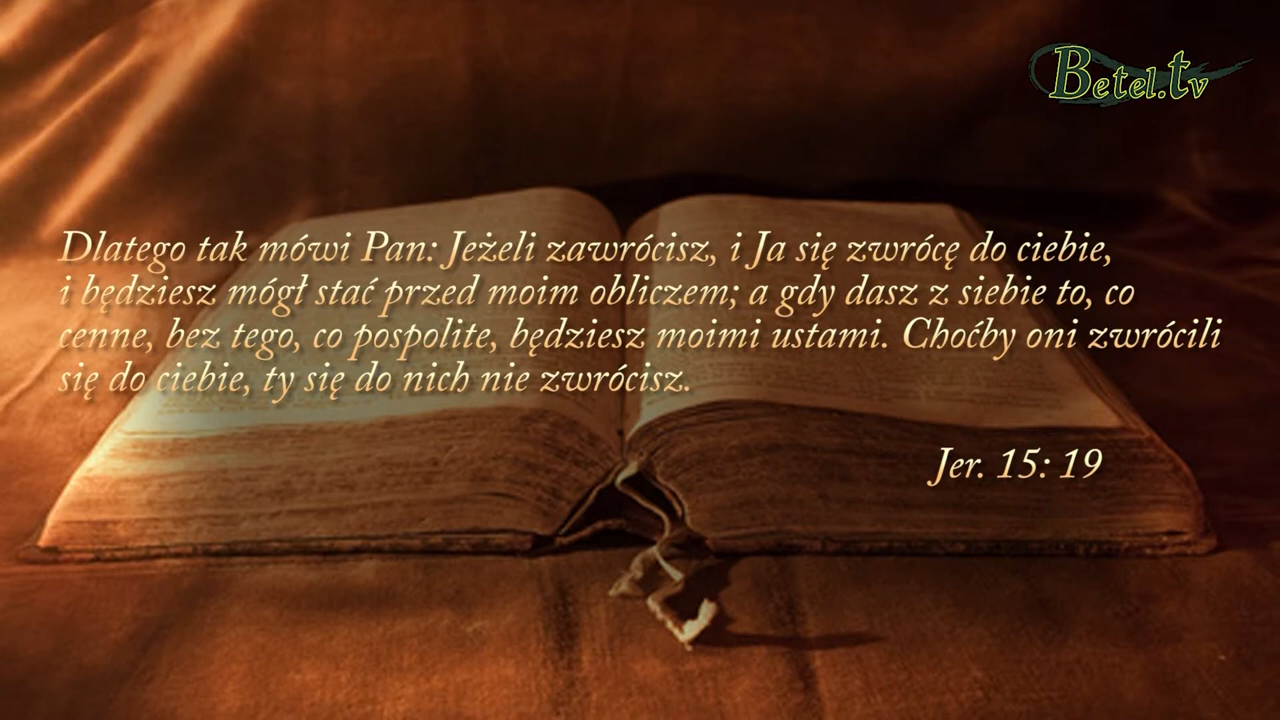 Betel.tv
Dlatego tak mówi Pan: Jeżeli zawrócisz, i Ja się zwrócę do ciebie,
i będziesz mógł stać przed moim obliczem; a gdy dasz z siebie to, co
cenne, bez tego, co pospolite, będziesz moimi ustami. Choćby oni zwrócili
się do ciebie, ty się do nich nie zwrócisz.
Jer. 15: 19